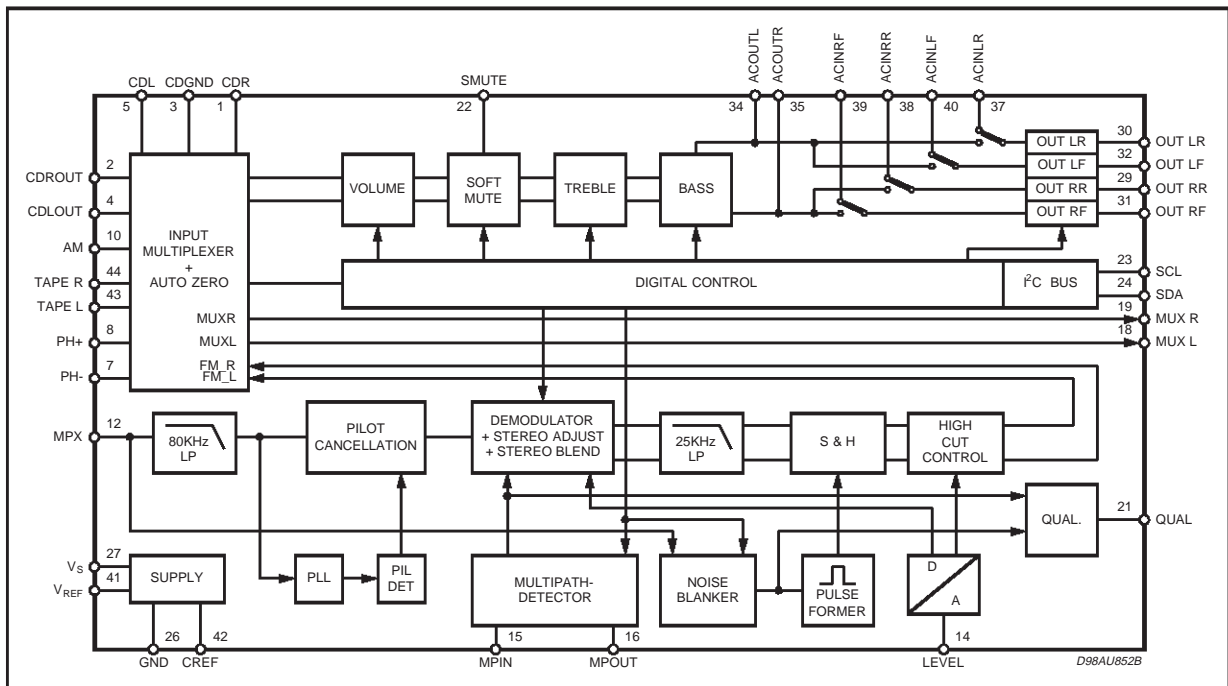 ACOUTL
ACOUTR
ACINRF
ACINRR
ACINLF
ACINLR
CDL
CDGND
CDR
SMUTE
5
3
1
22
34
35
39
38
40
37
CDROUT
2
CDLOUT
4
AM
10
TAPE R
44
TAPE L
43
PH+
8
PH-
7
INPUT
MULTIPLEXER
+
AUTO ZERO
MUXR
MUXL
FM_R
FM_L
VOLUME
SOFT
MUTE
TREBLE
BASS
OUT LR
30
OUT LR
OUT LF
32
OUT LF
OUT RR
29
OUT RR
OUT RF
31
OUT RF
DIGITAL CONTROL
I²C BUS
23
SCL
24
SDA
19
MUX R
18
MUX L
MPX
12
80KHz
LP
PILOT
CANCELLATION
DEMODULATOR
+ STEREO ADJUST
+ STEREO BLEND
25KHz
LP
S & H
HIGH
CUT
CONTROL
QUAL.
21
QUAL
VS
27
VREF
41
SUPPLY
PLL
PIL
DET
MULTIPATH-
DETECTOR
NOISE
BLANKER
PULSE
FORMER
D
A
26
42
15
16
14
GND
CREF
MPIN
MPOUT
LEVEL
D98AU852B